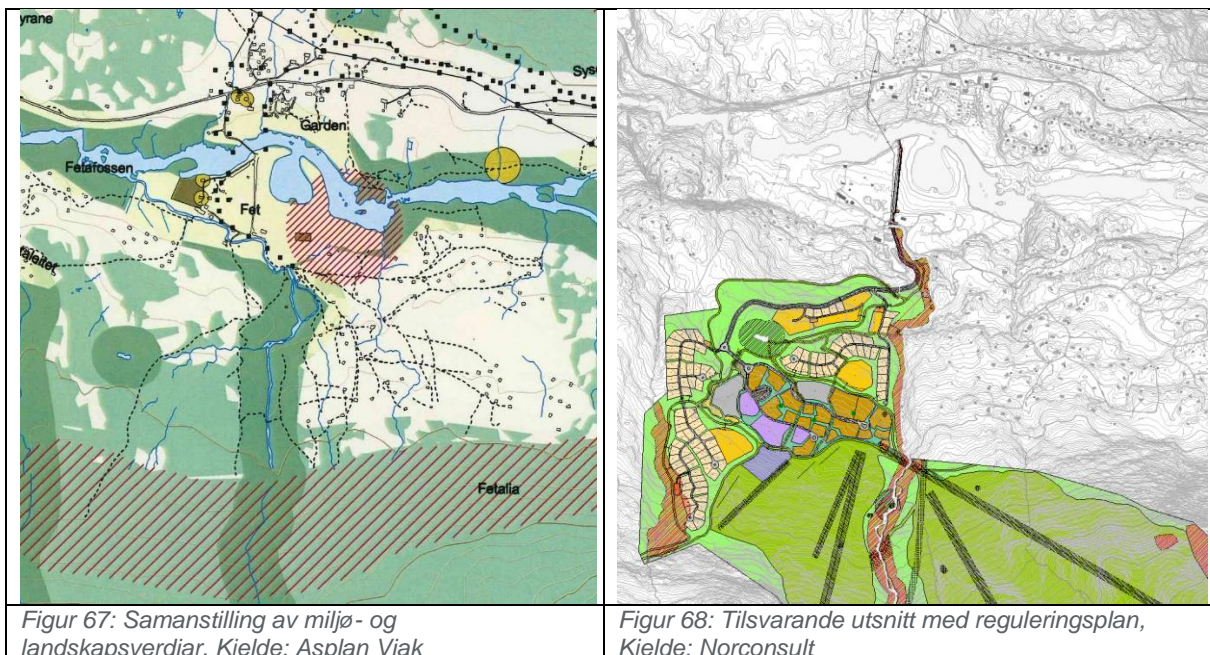 yrane
Sys
Garden
Fetafossen
Fet
Fetalia
Figur 67: Samanstilling av miljø- og
landskapsverdiar. Kjelde: Asplan Viak
Figur 68: Tilsvarande utsnitt med reguleringsplan,
Kjelde: Norconsult